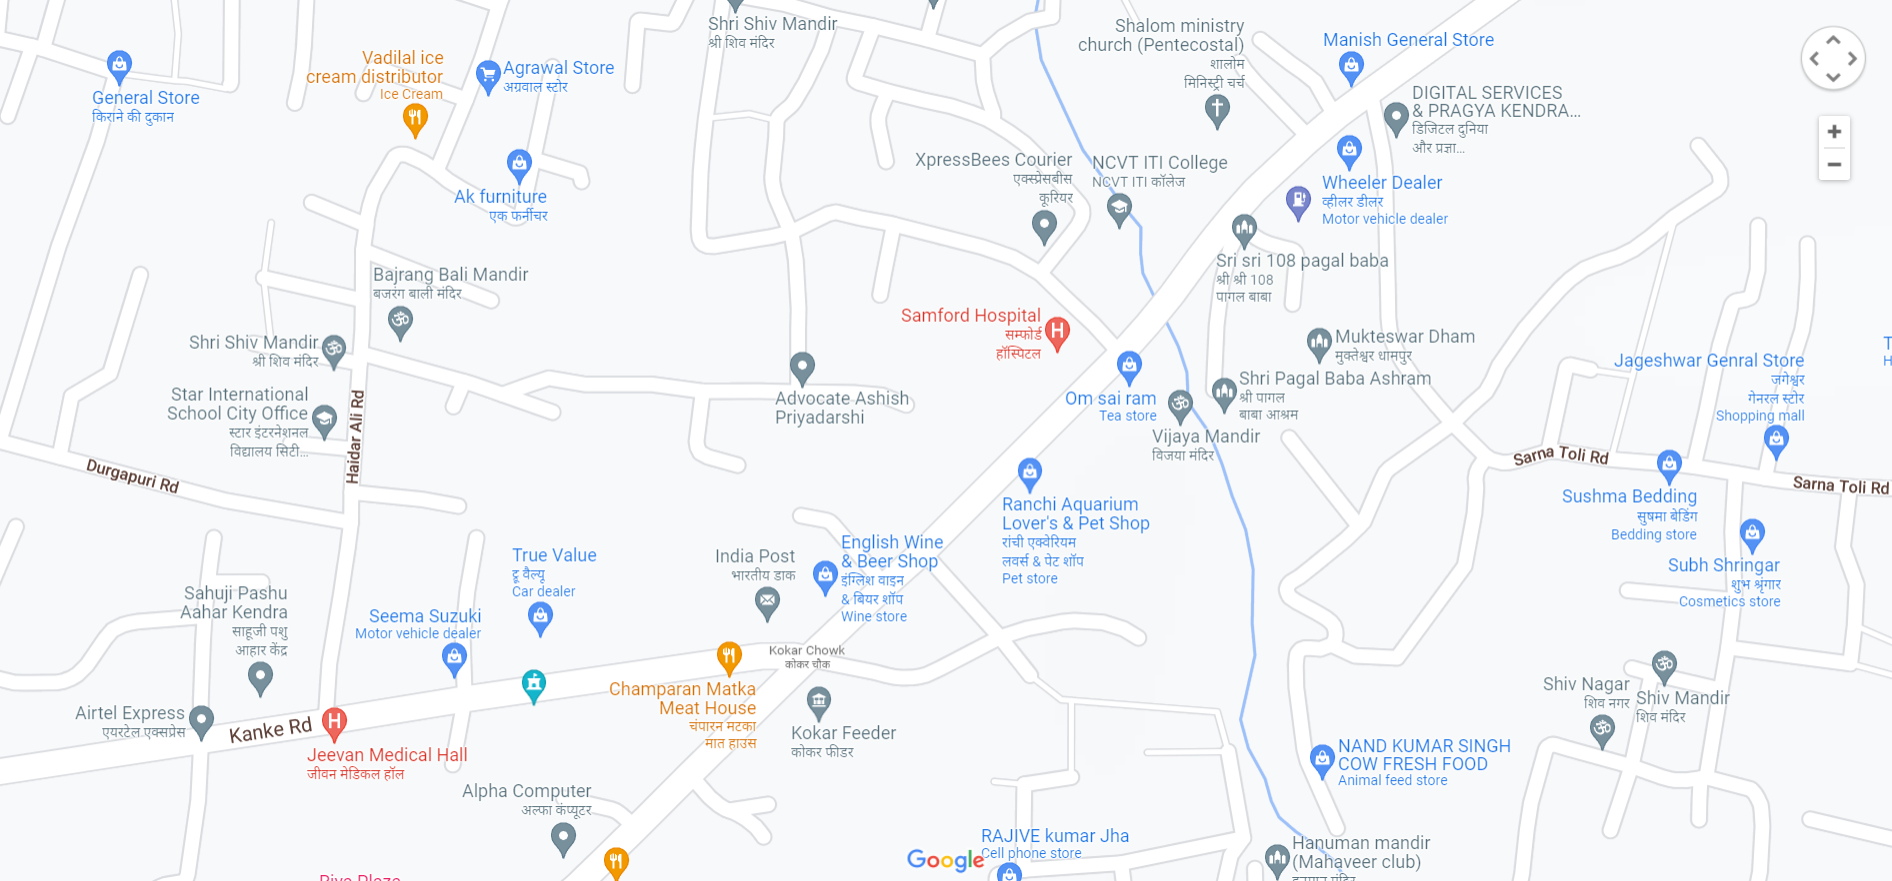 Shri Shiv Mandir
श्री शिव मंदिर
Shalom ministry
church (Pentecostal)
शालोम
मिनिस्ट्री चर्च
Manish General Store
Vadilal ice
cream distributor
Ice Cream
Agrawal Store
अग्रवाल स्टोर
General Store
किराने की दुकान
DIGITAL SERVICES
& PRAGYA KENDRA...
डिजिटल दुनिया
और प्रज्ञा...
XpressBees Courier
एक्स्प्रेसबीस
कूरियर
NCVT ITI College
NCVT ITI कॉलेज
Wheeler Dealer
व्हीलर डीलर
Motor vehicle dealer
Ak furniture
एक फर्नीचर
Sri sri 108 pagal baba
श्री श्री 108
पागल बाबा
Bajrang Bali Mandir
बजरंग बाली मंदिर
Samford Hospital
सम्फोर्ड
हॉस्पिटल
Shri Shiv Mandir
श्री शिव मंदिर
Mukteswar Dham
मुक्तेश्वर धामपुर
Jageshwar Genral Store
जगेश्वर
गेनरल स्टोर
Shopping mall
T
H
Star International
School City Office
स्टार इंटरनेशनल
विद्यालय सिटी...
Haidar Ali Rd
Advocate Ashish
Priyadarshi
Om sai ram
Tea store
Shri Pagal Baba Ashram
श्री पागल
बाबा आश्रम
Vijaya Mandir
विजया मंदिर
Durgapuri Rd
Sarna Toli Rd
Sarna Toli Rd
Sushma Bedding
सुषमा बेडिंग
Bedding store
Ranchi Aquarium
Lover's & Pet Shop
रांची एक्वेरियम
लवर्स & पेट शॉप
Pet store
English Wine
& Beer Shop
इंग्लिश वाइन
& बियर शॉप
Wine store
India Post
भारतीय डाक
True Value
ट्रू वैल्यू
Car dealer
Subh Shringar
शुभ श्रृंगार
Cosmetics store
Sahuji Pashu
Aahar Kendra
साहूजी पशु
आहार केंद्र
Seema Suzuki
Motor vehicle dealer
Kokar Chowk
कोकर चौक
Champaran Matka
Meat House
चंपारन मटका
मात हाउस
Shiv Nagar
शिव नगर
Shiv Mandir
शिव मंदिर
Airtel Express
एयरटेल एक्सप्रेस
Kanke Rd
Kokar Feeder
कोकर फीडर
Jeevan Medical Hall
जीवन मेडिकल हॉल
NAND KUMAR SINGH
COW FRESH FOOD
Animal feed store
Alpha Computer
अल्फा कंप्यूटर
RAJIVE kumar Jha
Cell phone store
Google
Hanuman mandir
(Mahaveer club)